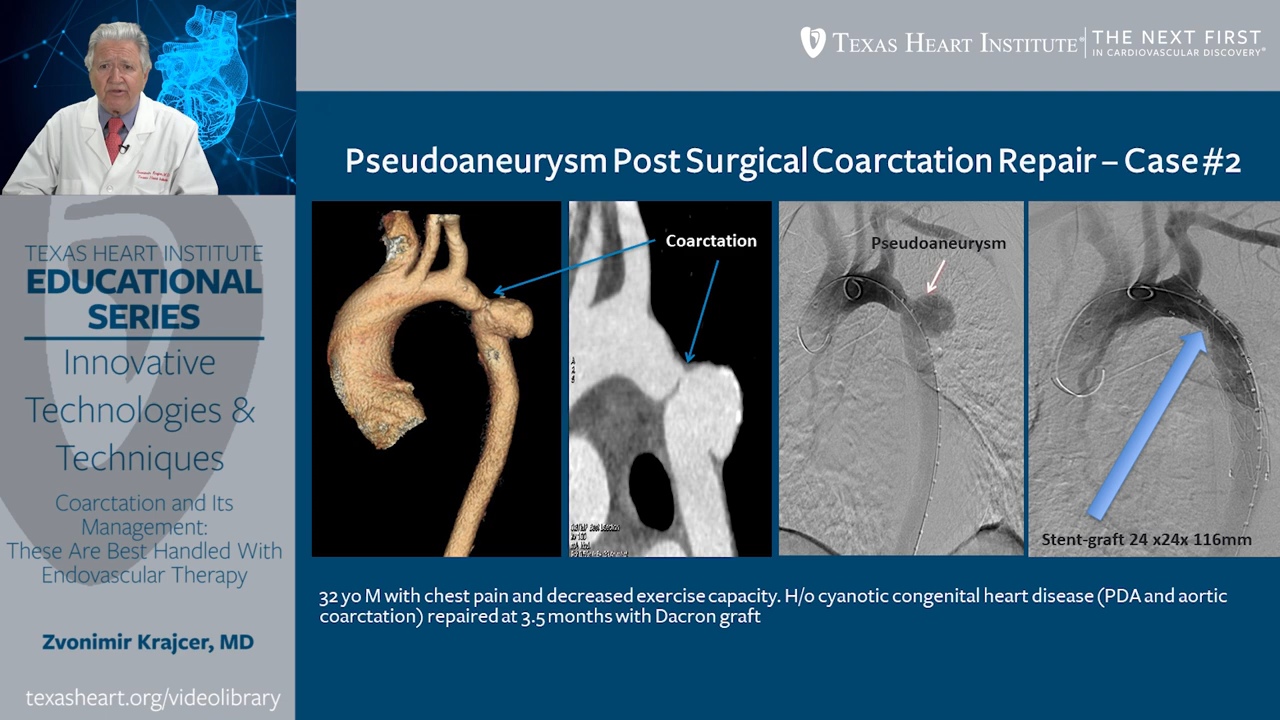 TEXAS HEART INSTITUTE®
THE NEXT FIRST
IN CARDIOVASCULAR DISCOVERY®
TEXAS HEART INSTITUTE
EDUCATIONAL
SERIES
Innovative
Technologies &
Techniques
Coarctation and Its
Management:
These Are Best Handled With
Endovascular Therapy
Zvonimir Krajcer, MD
texasheart.org/videolibrary
Pseudoaneurysm Post Surgical Coarctation Repair – Case #2
Coarctation
Pseudoaneurysm
Stent-graft 24 x24x 116mm
32 yo M with chest pain and decreased exercise capacity. H/o cyanotic congenital heart disease (PDA and aortic
coarctation) repaired at 3.5 months with Dacron graft